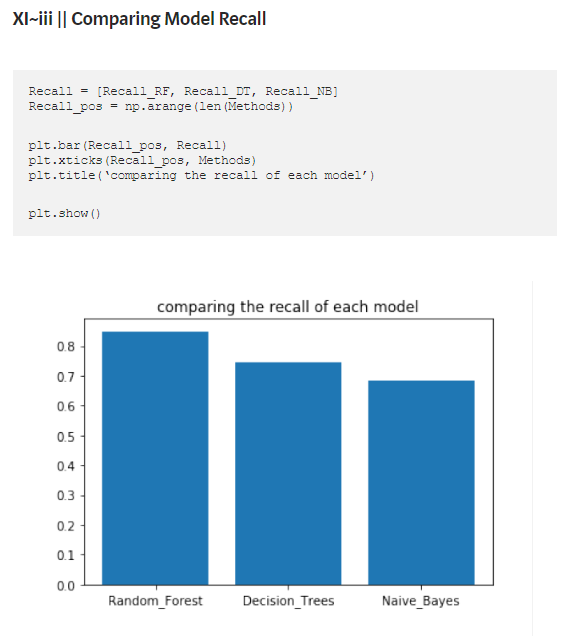 XI~iii || Comparing Model Recall
Recall = [Recall_RF, Recall_DT, Recall_NB]
Recall_pos = np.arange(len(Methods))
plt.bar(Recall_pos, Recall)
plt.xticks(Recall_pos, Methods)
plt.title(‘comparing the recall of each model’)
plt.show()
comparing the recall of each model
0.8
0.7
0.6
0.5
0.4
0.3
0.2
0.1
0.0
Random_Forest Decision_Trees Naive_Bayes